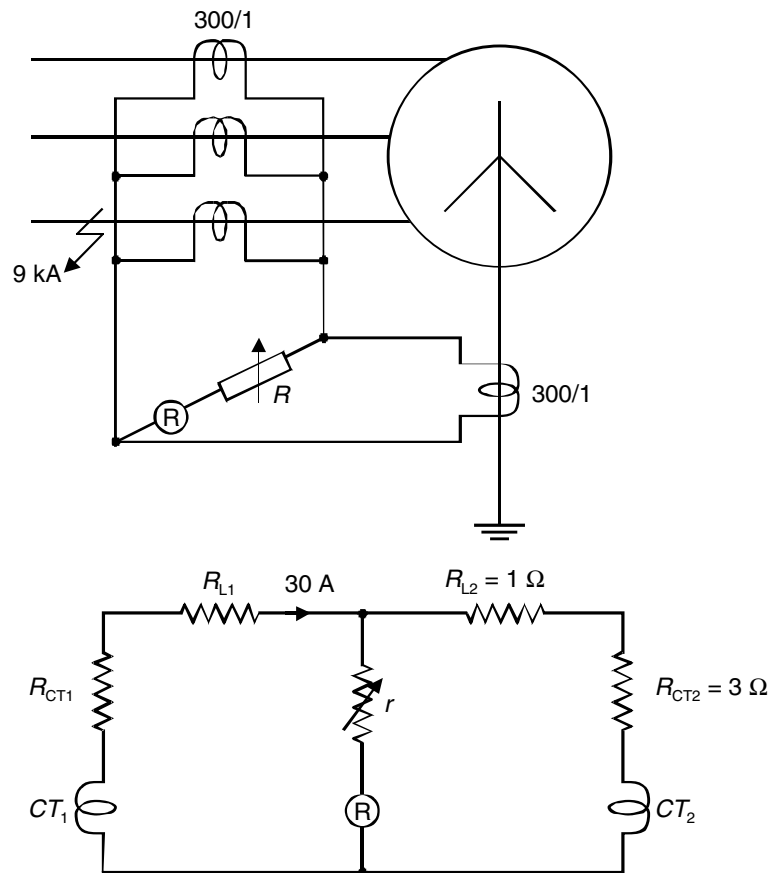 300/1
9 kA
R
R
300/1
R_L1
30 A
R_L2 = 1 Ω
R_CT1
r
R_CT2 = 3 Ω
CT_1
R
CT_2